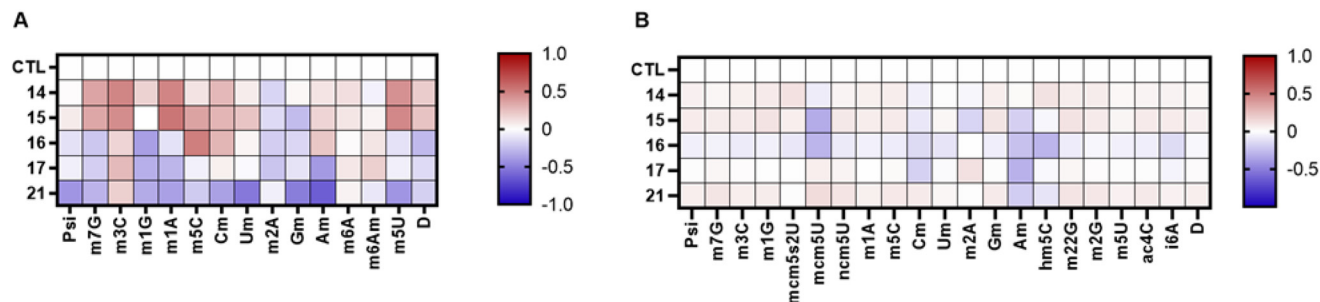 A
CTL
14
15
16
17
21
Psi
m7G
m3C
m1G
m1A
m5C
Cm
Um
m2A
Gm
Am
m6A
m6Am
m5U
D
1.0
0.5
0
-0.5
-1.0
B
CTL
14
15
16
17
21
Psi
m7G
m3C
m1G
mcm5s2U
mcm5U
ncm5U
m1A
m5C
Cm
Um
m2A
Gm
Am
hm5C
m22G
m2G
m5U
ac4C
i6A
D
1.0
0.5
0
-0.5